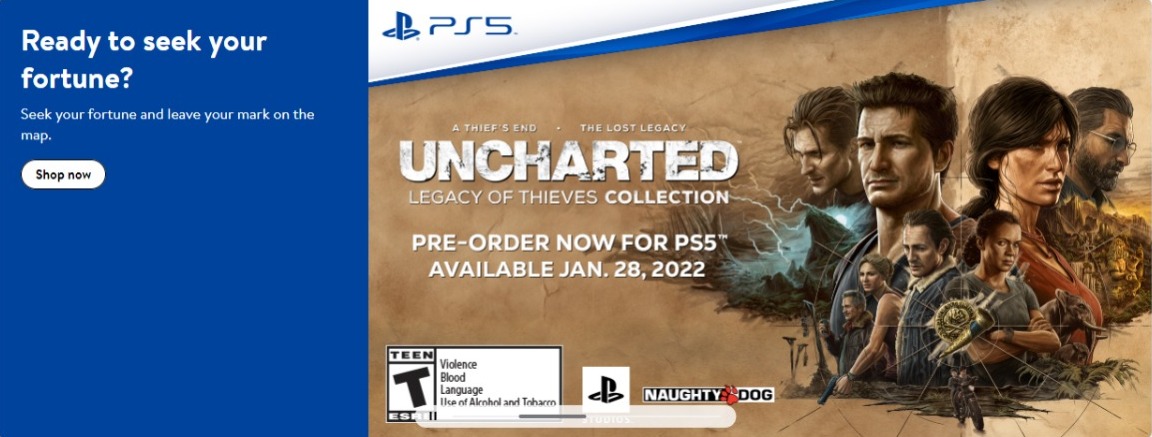 Ready to seek your
fortune?
Seek your fortune and leave your mark on the
map.
Shop now
PS5
A THIEF'S END • THE LOST LEGACY
UNCHARTED
LEGACY OF THIEVES COLLECTION
PRE-ORDER NOW FOR PS5™
AVAILABLE JAN. 28, 2022
TEEN
T
Violence
Blood
Language
Use of Alcohol and Tobacco
NAUGHTY DOG
STUDIOS